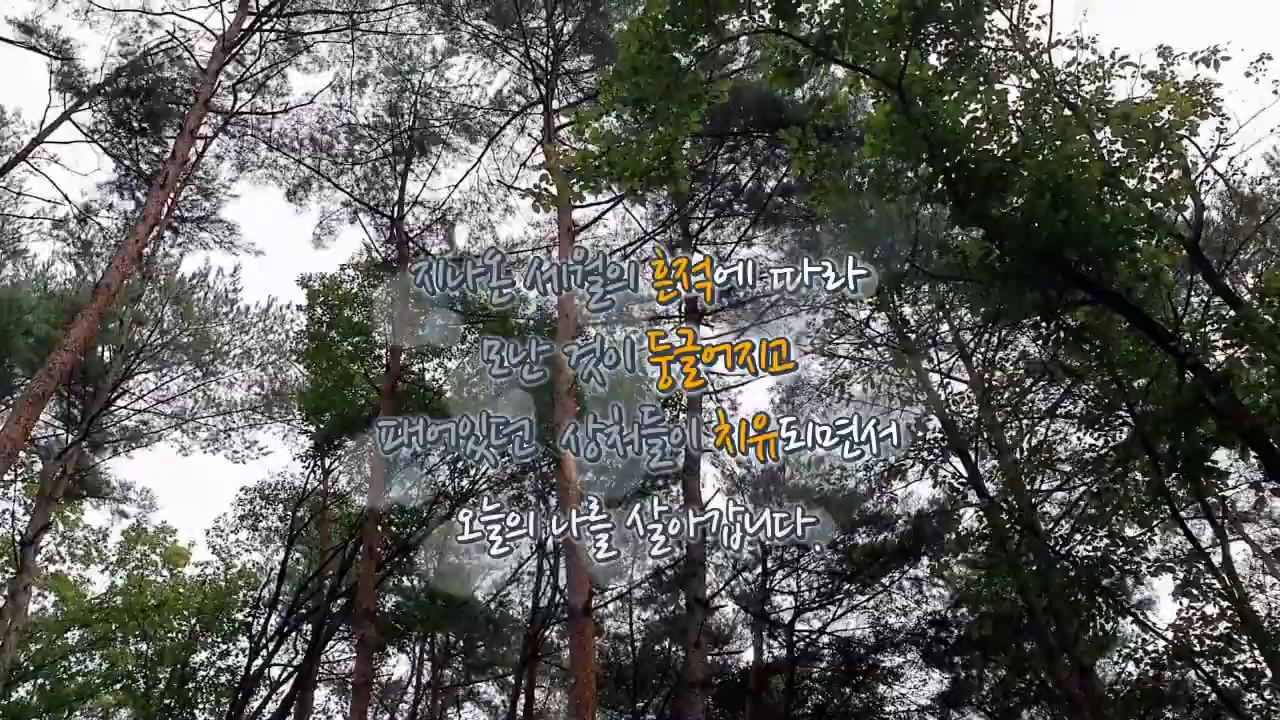 지나온 세월의 흔적에 따라
모난 것이 둥글어지고
패어있던 상처들이 치유되면서
오늘의 나를 살아갑니다.